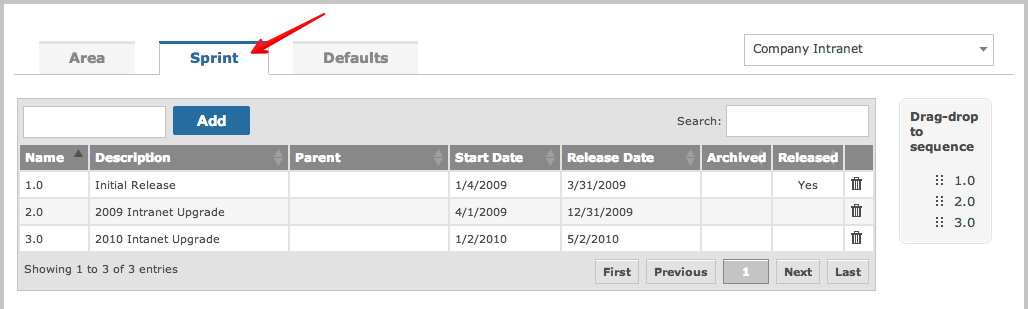 Area Sprint Defaults Company Intranet
Add Search:
Name Description Parent Start Date Release Date Archived Released
1.0 Initial Release 1/4/2009 3/31/2009 Yes
2.0 2009 Intranet Upgrade 4/1/2009 12/31/2009
3.0 2010 Intanet Upgrade 1/2/2010 5/2/2010
Showing 1 to 3 of 3 entries First Previous 1 Next Last
Drag-drop
to
sequence
1.0
2.0
3.0